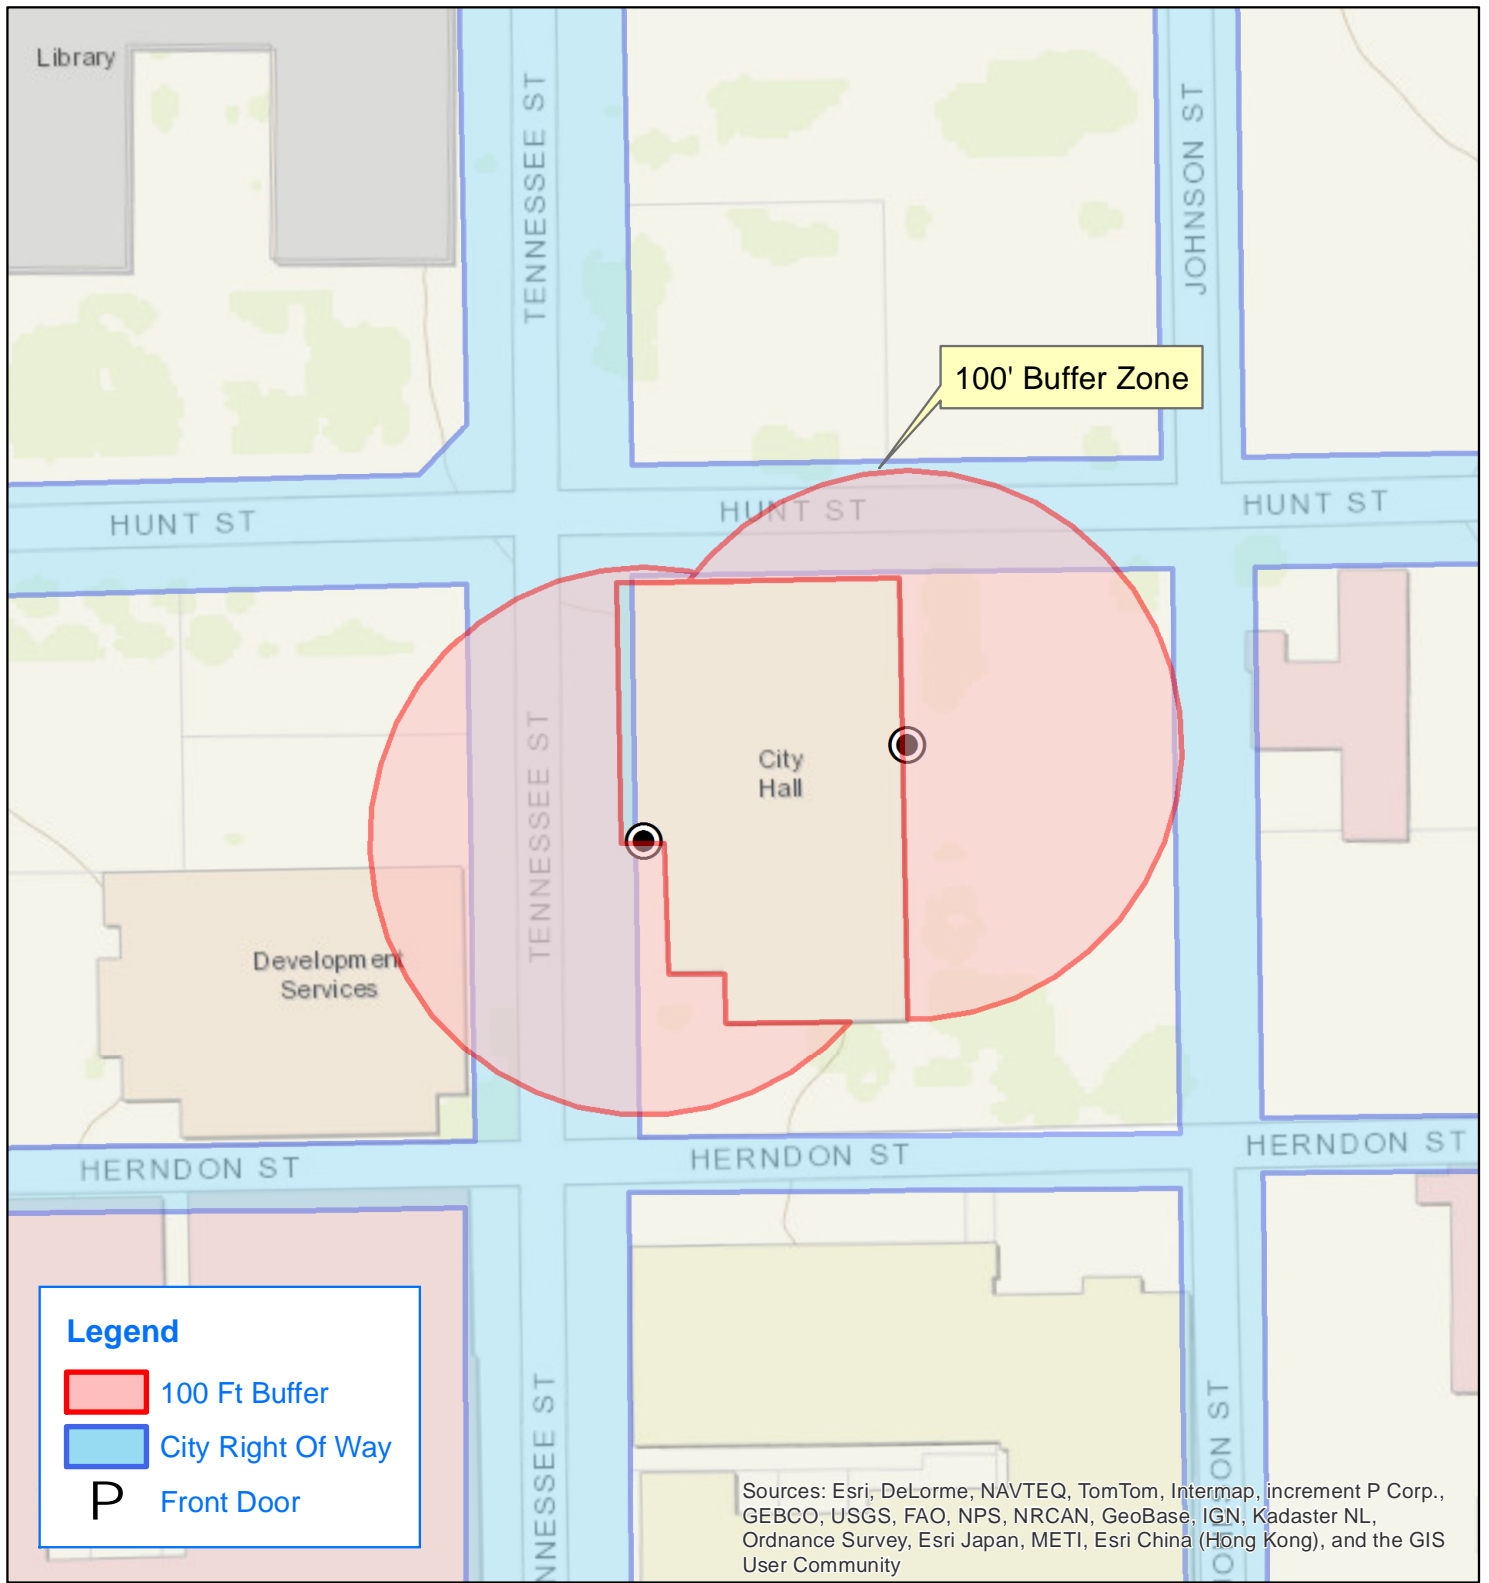 Library
TENNESSEE ST
JOHNSON ST
100' Buffer Zone
HUNT ST
HUNT ST
HUNT ST
TENNESSEE ST
City
Hall
Development
Services
HERNDON ST
HERNDON ST
HERNDON ST
Legend
100 Ft Buffer
City Right Of Way
P Front Door
NNESSEE ST
JOHNSON ST
Sources: Esri, DeLorme, NAVTEQ, TomTom, Intermap, increment P Corp.,
GEBCO, USGS, FAO, NPS, NRCAN, GeoBase, IGN, Kadaster NL,
Ordnance Survey, Esri Japan, METI, Esri China (Hong Kong), and the GIS
User Community